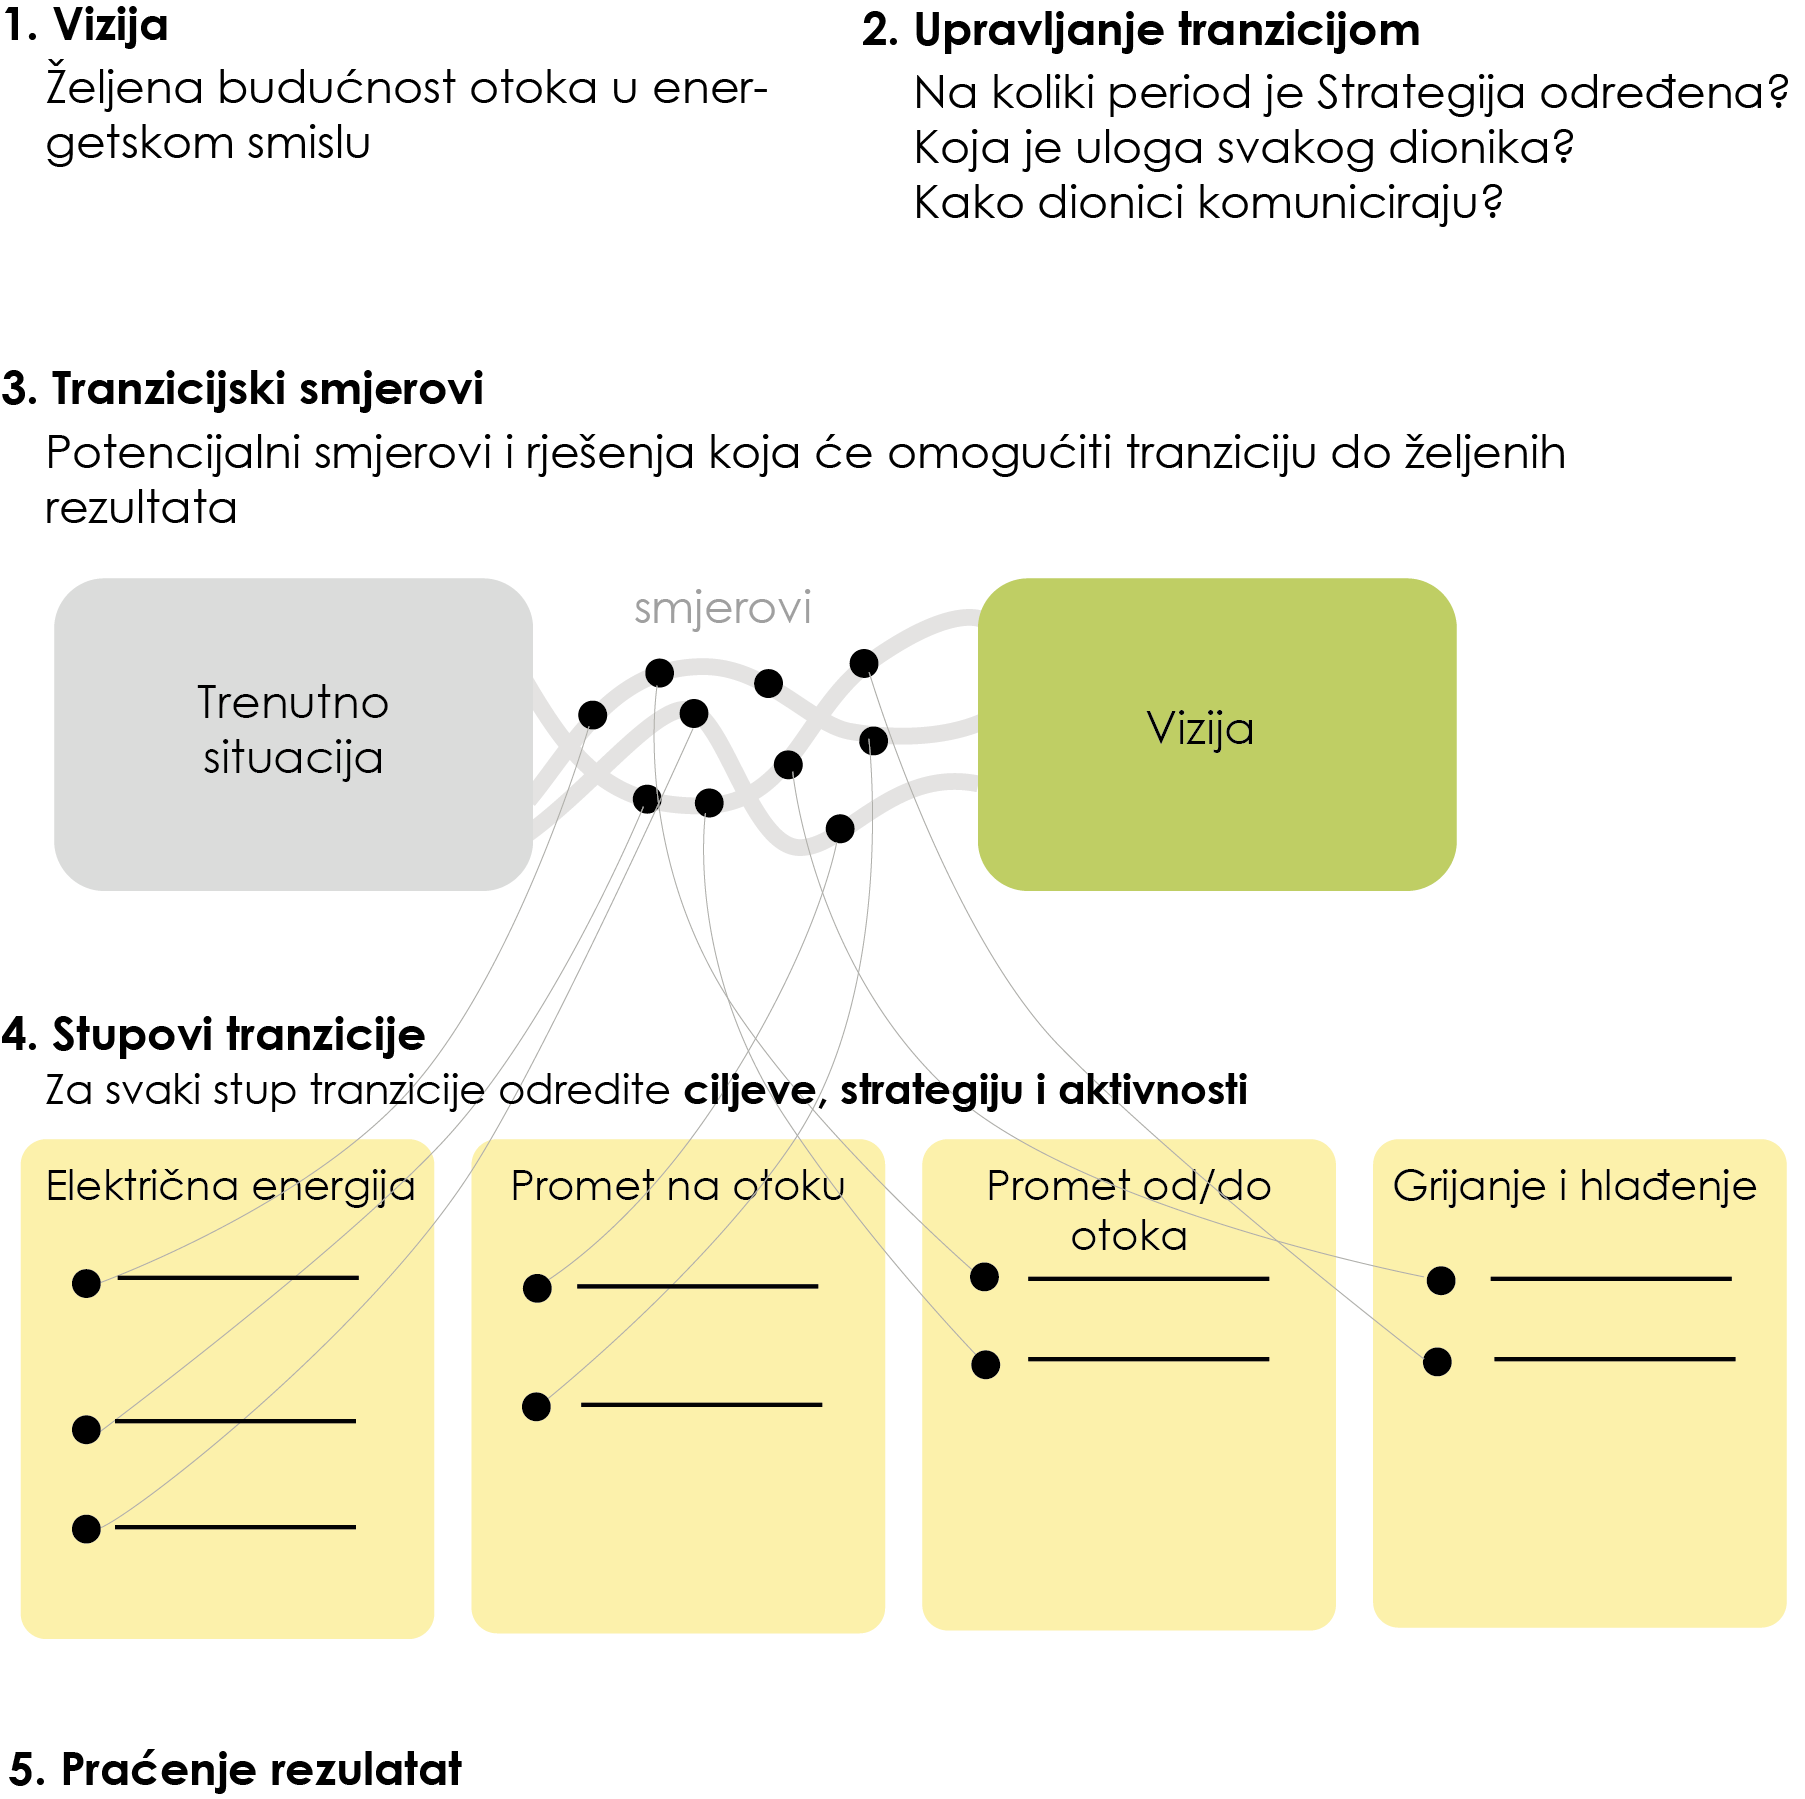 1. Vizija
Željena budućnost otoka u ener-
getskom smislu
2. Upravljanje tranzicijom
Na koliki period je Strategija određena?
Koja je uloga svakog dionika?
Kako dionici komuniciraju?
3. Tranzicijski smjerovi
Potencijalni smjerovi i rješenja koja će omogućiti tranziciju do željenih
rezultata
smjerovi
Trenutno
situacija
Vizija
4. Stupovi tranzicije
Za svaki stup tranzicije odredite ciljeve, strategiju i aktivnosti
Električna energija
Promet na otoku
Promet od/do
otoka
Grijanje i hlađenje
5. Praćenje rezulatat